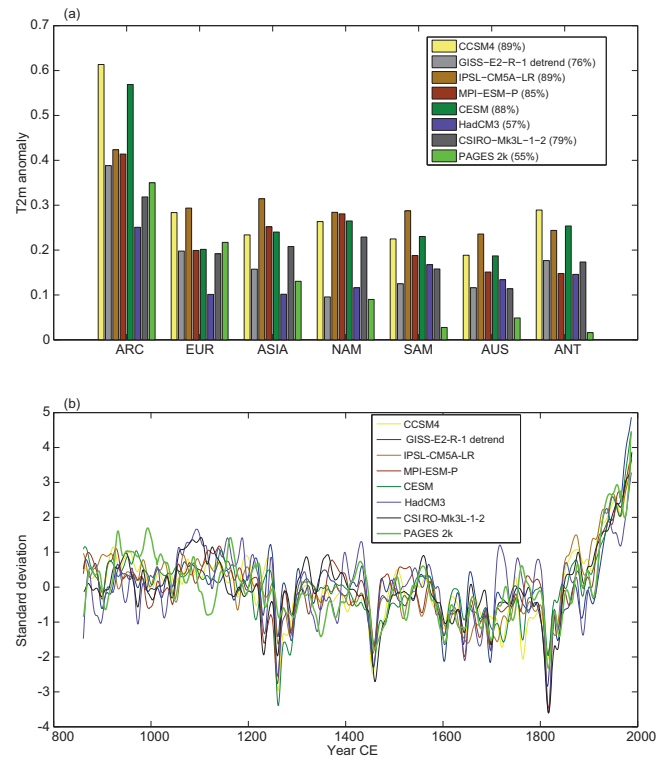 (a)
0.7
0.6
0.5
0.4
0.3
0.2
0.1
0
T2m anomaly
CCSM4 (89%)
GISS-E2-R-1 detrend (76%)
IPSL-CM5A-LR (89%)
MPI-ESM-P (85%)
CESM (88%)
HadCM3 (57%)
CSIRO-Mk3L-1-2 (79%)
PAGES 2k (55%)
ARC EUR ASIA NAM SAM AUS ANT
(b)
5
4
3
2
1
0
-1
-2
-3
-4
Standard deviation
CCSM4
GISS-E2-R-1 detrend
IPSL-CM5A-LR
MPI-ESM-P
CESM
HadCM3
CSIRO-Mk3L-1-2
PAGES 2k
800 1000 1200 1400 1600 1800 2000
Year CE